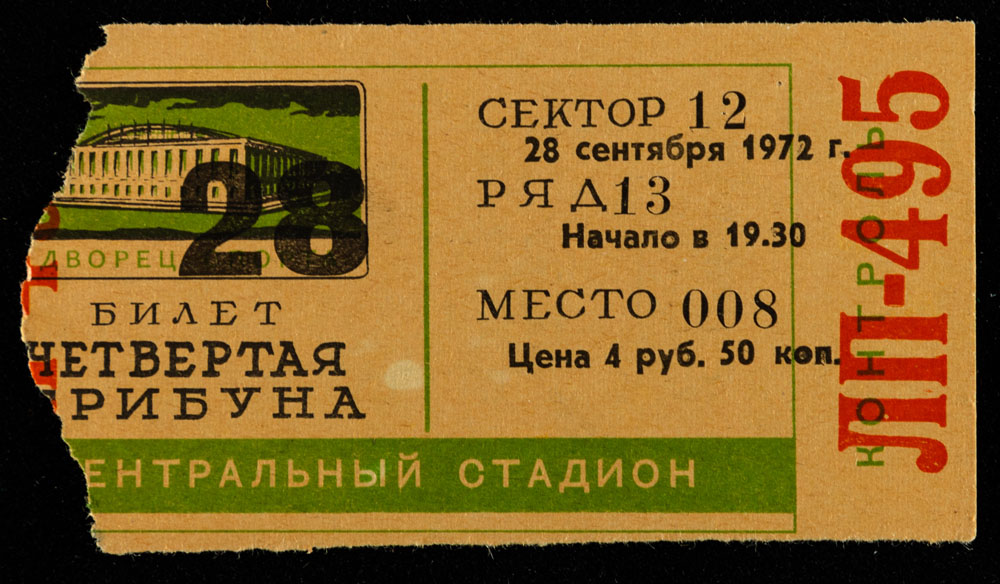 28
ДВОРЕЦ
БИЛЕТ
ЧЕТВЕРТАЯ
РИБУНА
ЕНТРАЛЬНЫЙ СТАДИОН
СЕКТОР 12
28 сентября 1972 г.
РЯД 13
Начало в 19.30
МЕСТО 008
Цена 4 руб. 50 коп.
КОНТРОЛЬ
ЛП-495